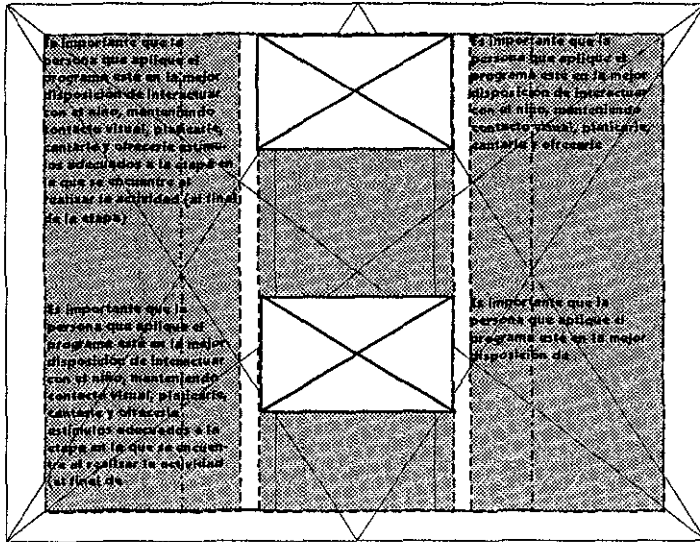 Es importante que la
persona que aplique el
programa esté en la mejor
disposición de interactuar
con el niño, manteniendo
contacto visual, platicarle,
cantarle y ofrecerle estímu-
los adecuados a la etapa en
la que se encuentre al
realizar la actividad (al final
de la etapa)
Es importante que la
persona que aplique el
programa esté en la mejor
disposición de interactuar
con el niño, manteniendo
contacto visual, platicarle,
cantarle y ofrecerle
estímulos adecuados a la
etapa en la que se encuen
tre al realizar la actividad
(al final de
Es importante que la
persona que aplique el
programa esté en la mejor
disposición de interactuar
con el niño, manteniendo
contacto visual, platicarle,
cantarle y ofrecerle
Es importante que la
persona que aplique el
programa esté en la mejor
disposición de